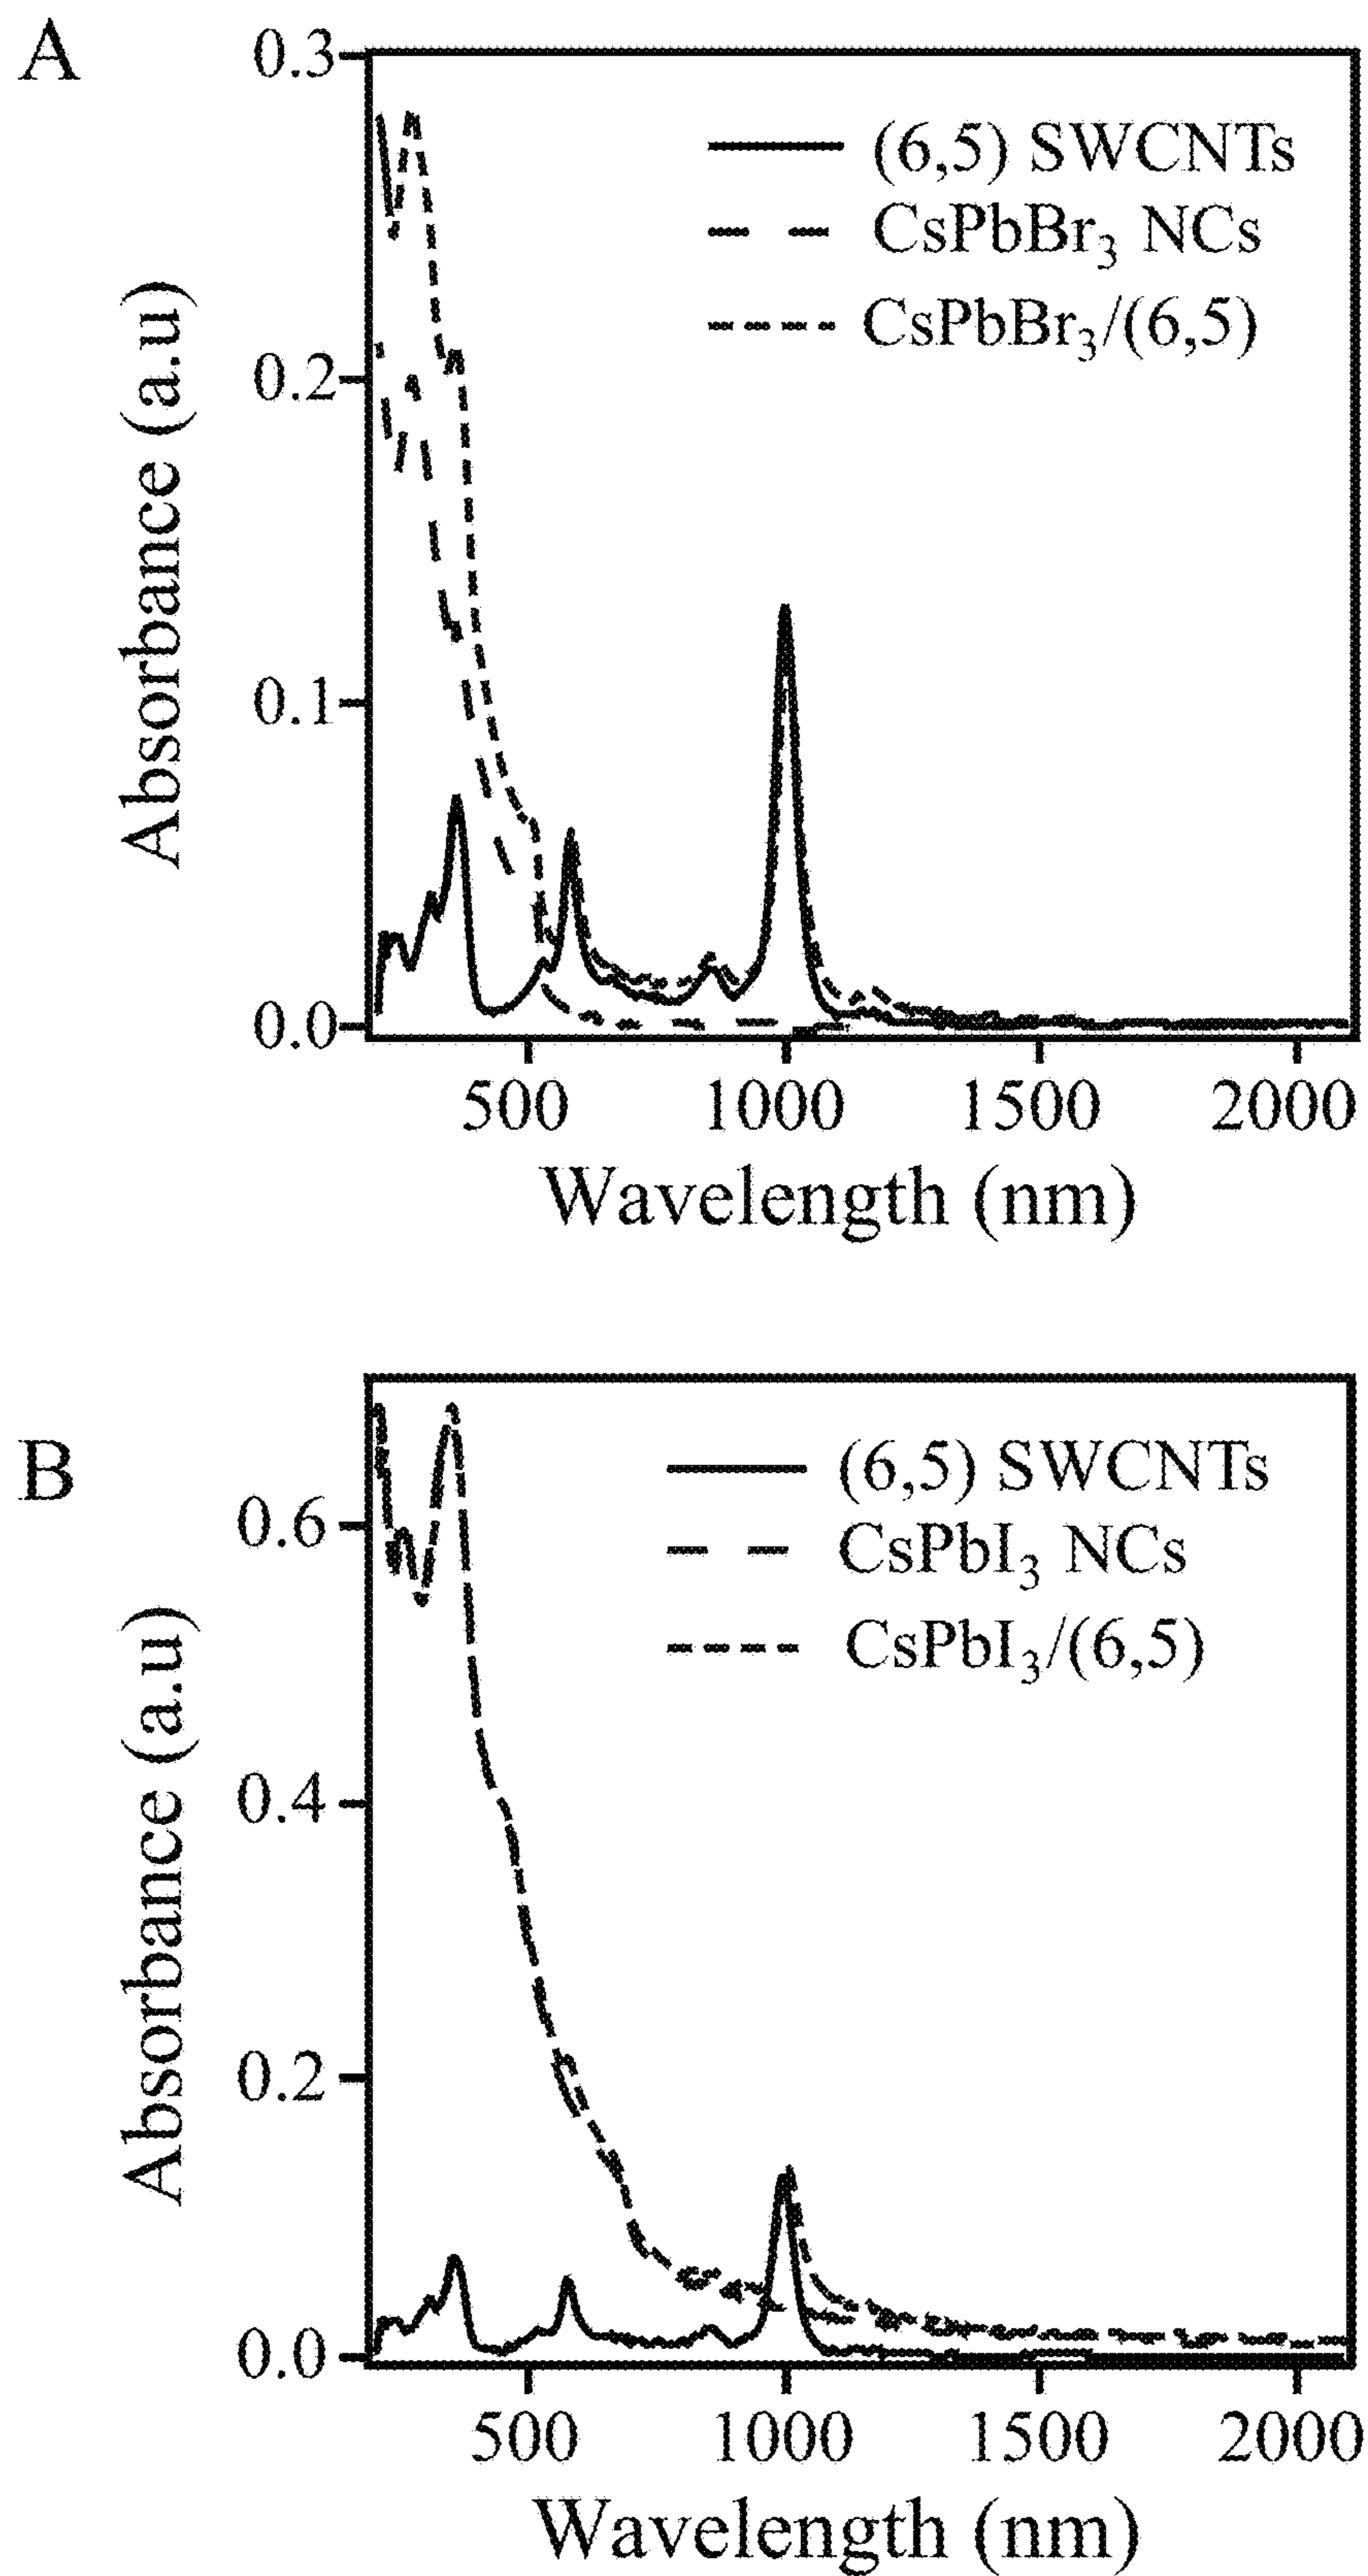 A
0.3
0.2
0.1
0.0
Absorbance (a.u)
(6,5) SWCNTs
CsPbBr₃ NCs
CsPbBr₃/(6,5)
500 1000 1500 2000
Wavelength (nm)
B
0.6
0.4
0.2
0.0
Absorbance (a.u)
(6,5) SWCNTs
CsPbI₃ NCs
CsPbI₃/(6,5)
500 1000 1500 2000
Wavelength (nm)